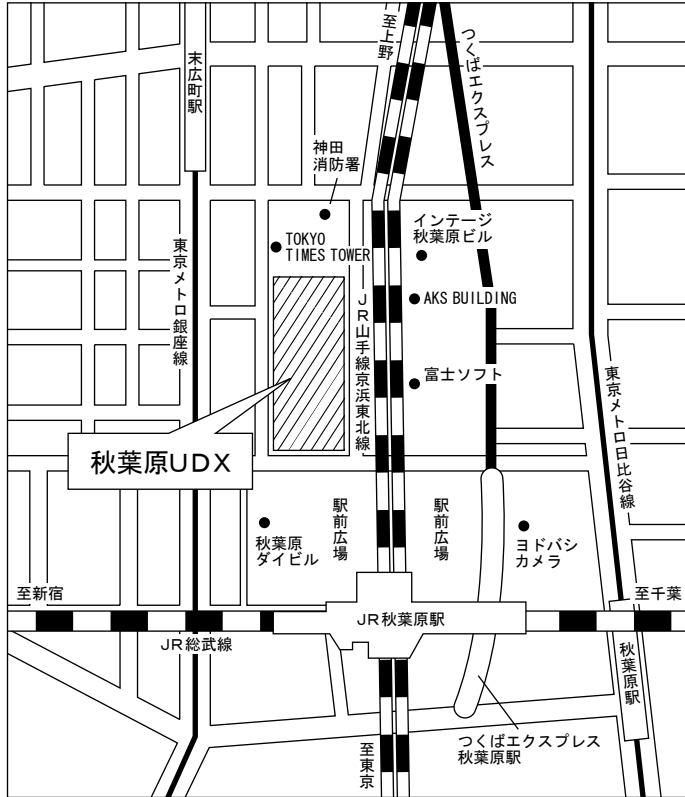 至上野
つくばエクスプレス
末広町駅
神田
消防署
TOKYO
TIMES TOWER
インテージ
秋葉原ビル
東京メトロ銀座線
JR山手線京浜東北線
AKS BUILDING
富士ソフト
東京メトロ日比谷線
秋葉原UDX
秋葉原
ダイビル
駅前広場
駅前広場
ヨドバシ
カメラ
至新宿
至千葉
JR秋葉原駅
JR総武線
秋葉原駅
つくばエクスプレス
秋葉原駅
至東京